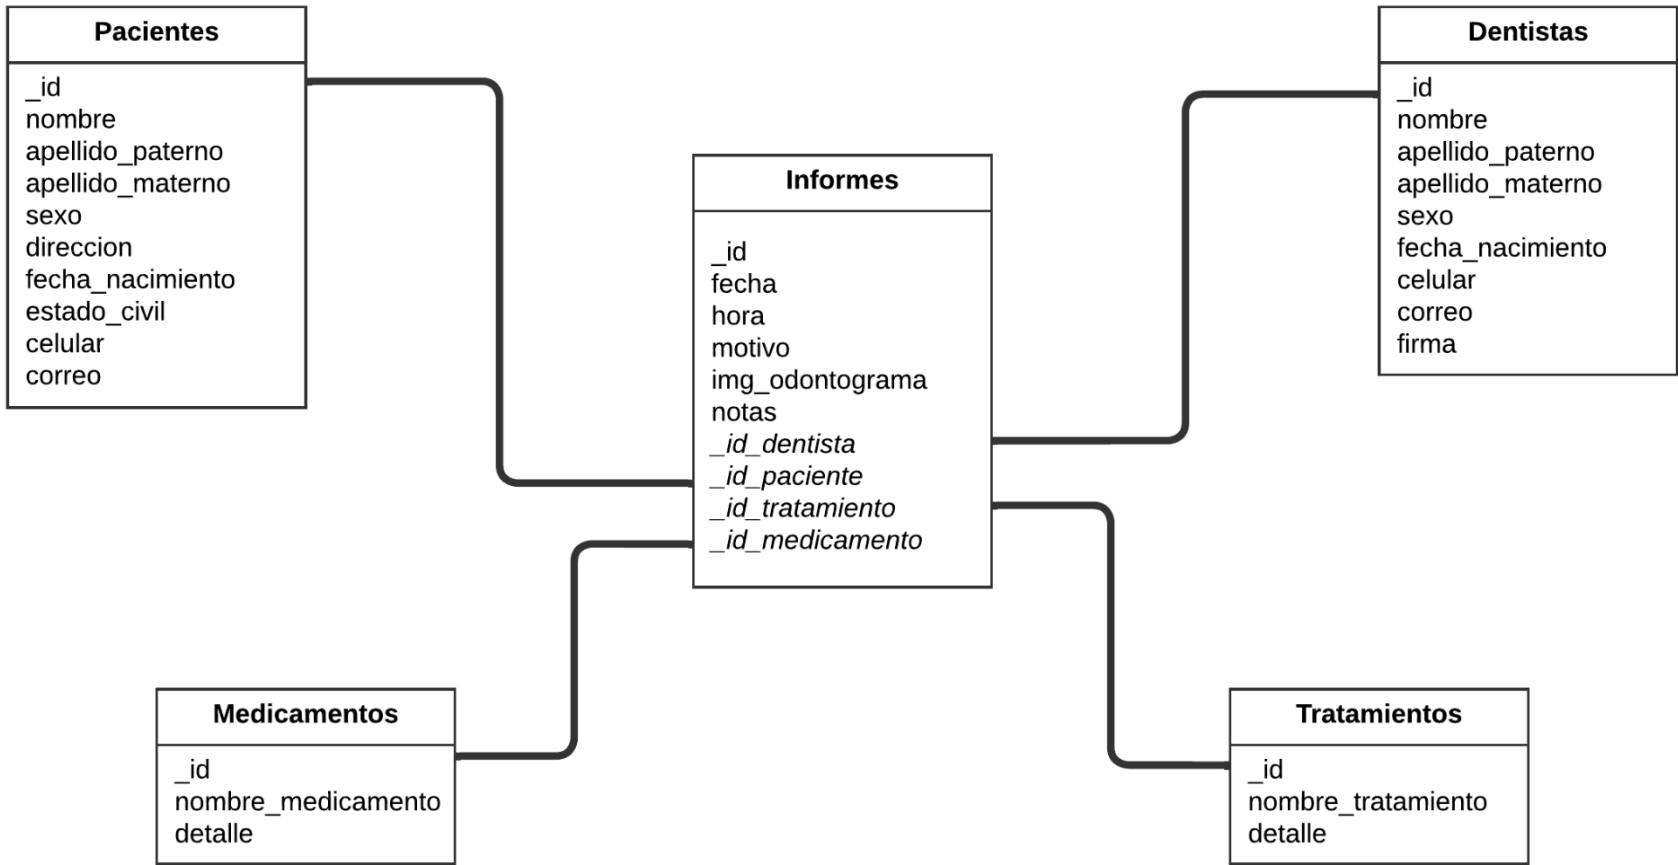 Pacientes
_id
nombre
apellido_paterno
apellido_materno
sexo
direccion
fecha_nacimiento
estado_civil
celular
correo
Informes
_id
fecha
hora
motivo
img_odontograma
notas
_id_dentista
_id_paciente
_id_tratamiento
_id_medicamento
Dentistas
_id
nombre
apellido_paterno
apellido_materno
sexo
fecha_nacimiento
celular
correo
firma
Medicamentos
_id
nombre_medicamento
detalle
Tratamientos
_id
nombre_tratamiento
detalle